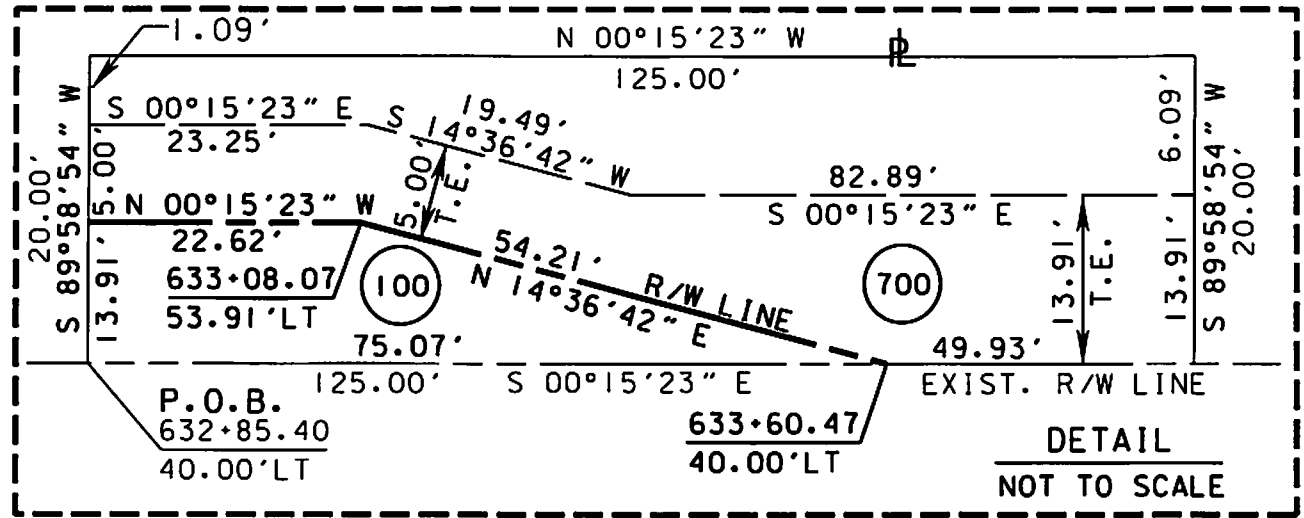 1.09'
N 00°15'23" W
PL
125.00'
S 89°58'54" W
20.00'
5.00'
13.91'
S 00°15'23" E
23.25'
19.49'
S 14°36'42" W
5.00'
T.E.
82.89'
S 00°15'23" E
6.09'
13.91'
S 89°58'54" W
20.00'
13.91'
T.E.
N 00°15'23" W
22.62'
633+08.07
53.91'LT
100
54.21'
N 14°36'42" E
R/W LINE
700
75.07'
49.93'
125.00'
S 00°15'23" E
EXIST. R/W LINE
P.O.B.
632+85.40
40.00'LT
633+60.47
40.00'LT
DETAIL
NOT TO SCALE